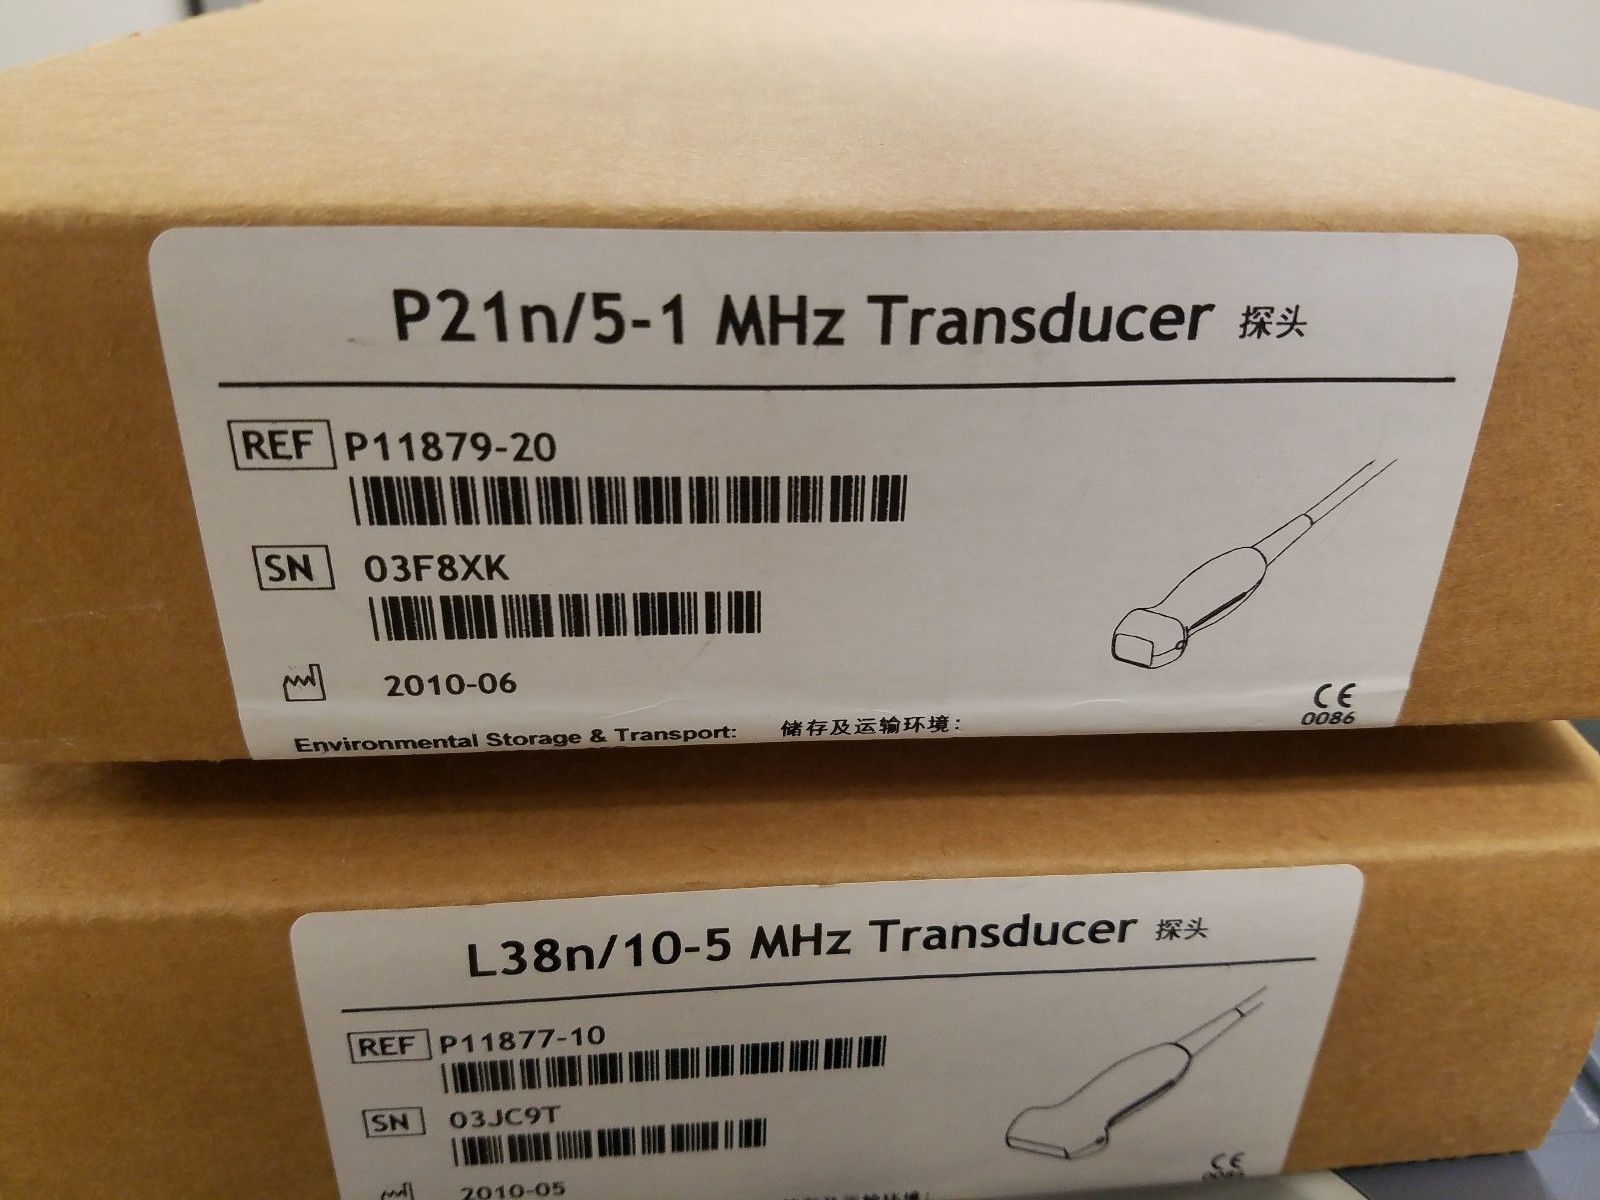 P21n/5-1 MHz Transducer 探头
REF P11879-20
SN 03F8XK
2010-06
CE
0086
Environmental Storage & Transport: 储存及运输环境:
L38n/10-5 MHz Transducer 探头
REF P11877-10
SN 03JC9T
2010-05
CE